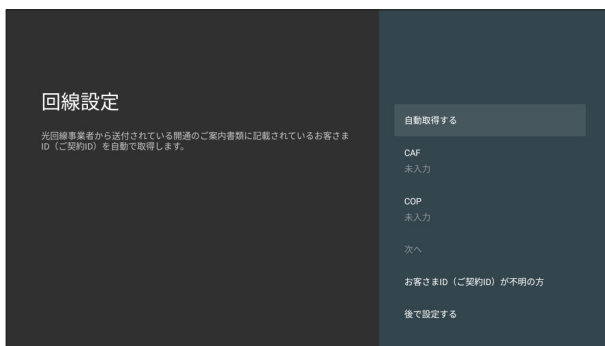 回線設定
光回線事業者から送付されている開通のご案内書類に記載されているお客さま
ID（ご契約ID）を自動で取得します。
自動取得する
CAF
未入力
COP
未入力
次へ
お客さまID（ご契約ID）が不明の方
後で設定する